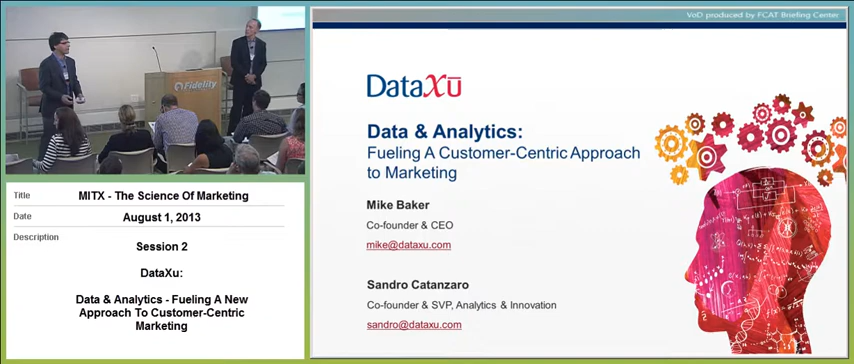 VoD produced by FCAT Briefing Center
Fidelity
DataXū
Data & Analytics:
Fueling A Customer-Centric Approach
to Marketing
Mike Baker
Co-founder & CEO
mike@dataxu.com
Sandro Catanzaro
Co-founder & SVP, Analytics & Innovation
sandro@dataxu.com
Title MITX - The Science Of Marketing
Date August 1, 2013
Description
Session 2
DataXu:
Data & Analytics - Fueling A New
Approach To Customer-Centric
Marketing